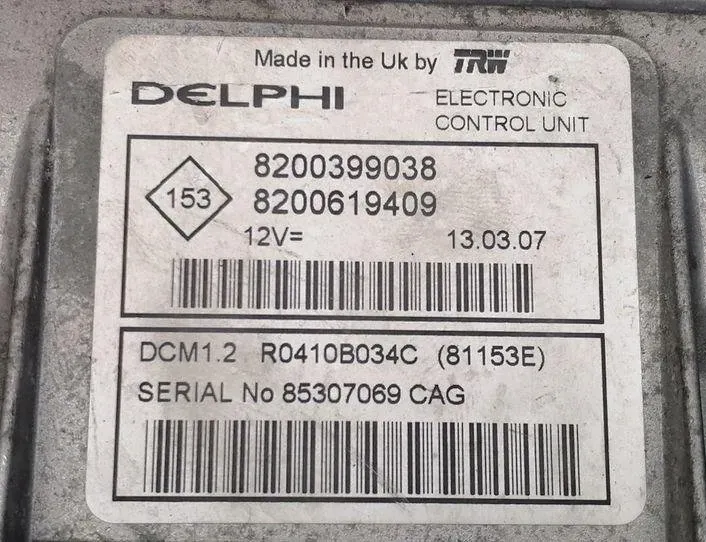 Made in the Uk by TRW
DELPHI
ELECTRONIC
CONTROL UNIT
153
8200399038
8200619409
12V=
13.03.07
DCM1.2 R0410B034C (81153E)
SERIAL No 85307069 CAG